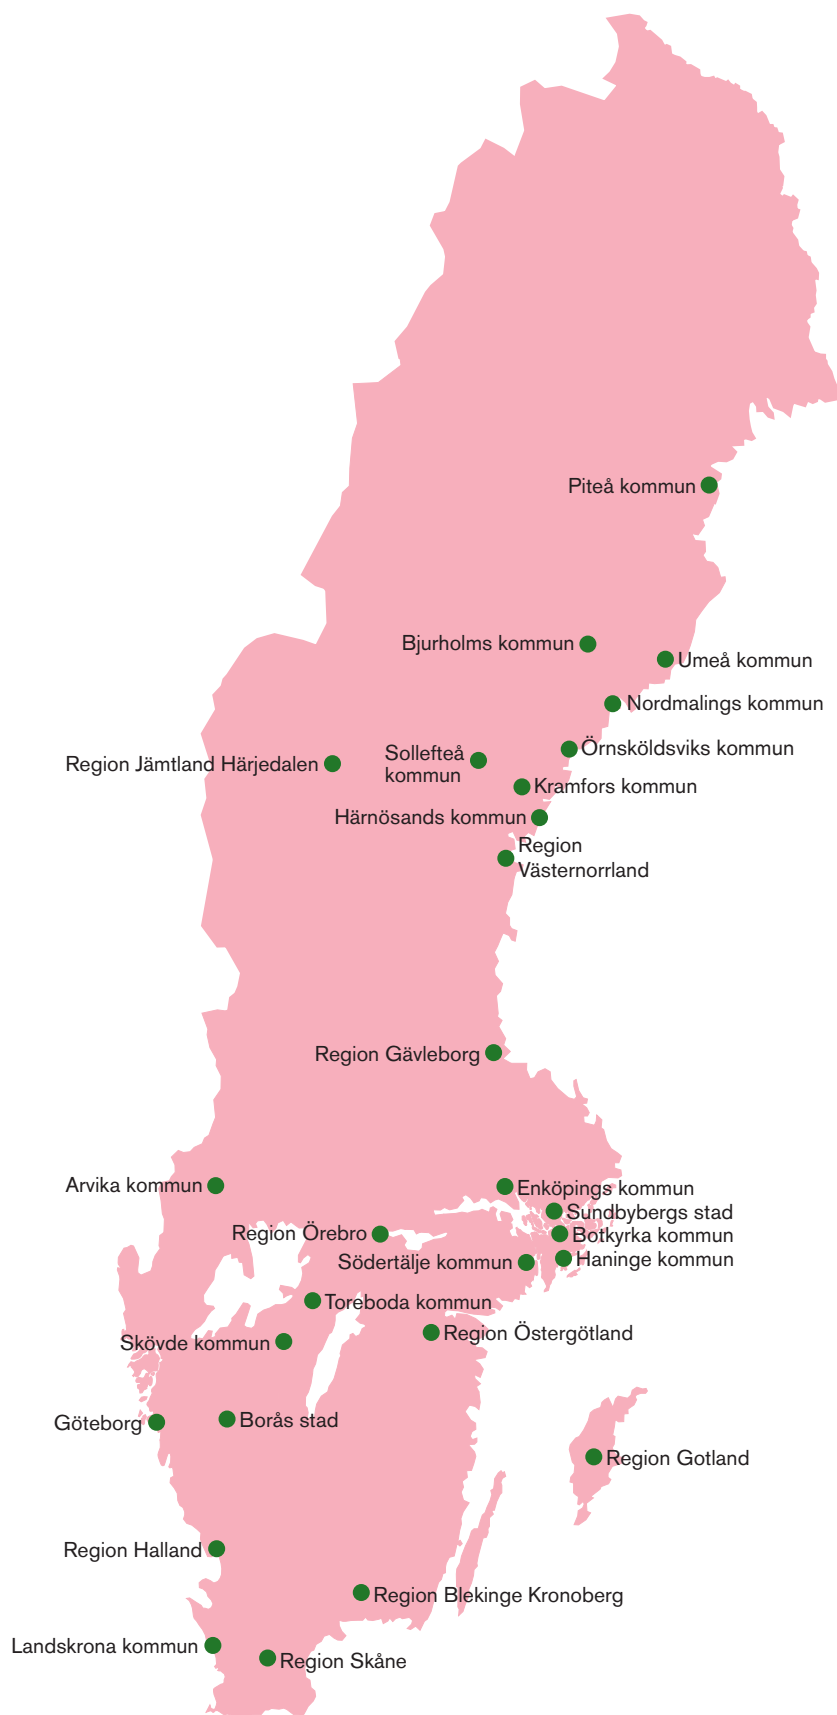 Piteå kommun
Bjurholms kommun
Umeå kommun
Nordmalings kommun
Örnsköldsviks kommun
Sollefteå
kommun
Region Jämtland Härjedalen
Kramfors kommun
Härnösands kommun
Region
Västernorrland
Region Gävleborg
Arvika kommun
Enköpings kommun
Sundbybergs stad
Region Örebro
Botkyrka kommun
Haninge kommun
Södertälje kommun
Toreboda kommun
Region Östergötland
Skövde kommun
Göteborg
Borås stad
Region Gotland
Region Halland
Region Blekinge Kronoberg
Landskrona kommun
Region Skåne